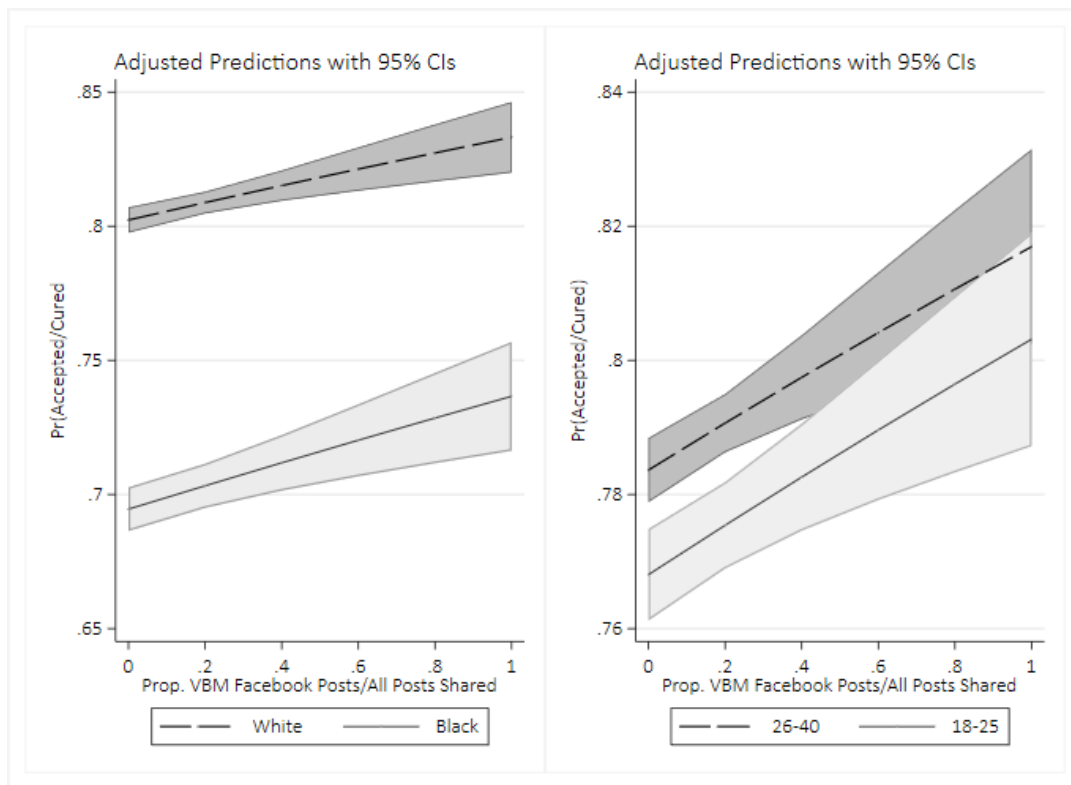 Adjusted Predictions with 95% CIs
.85
.8
.75
.7
.65
Pr(Accepted/Cured
0 .2 .4 .6 .8 1
Prop. VBM Facebook Posts/All Posts Shared
White Black
Adjusted Predictions with 95% CIs
.84
.82
.8
.78
.76
Pr(Accepted/Cured)
0 .2 .4 .6 .8 1
Prop. VBM Facebook Posts/All Posts Shared
26-40 18-25